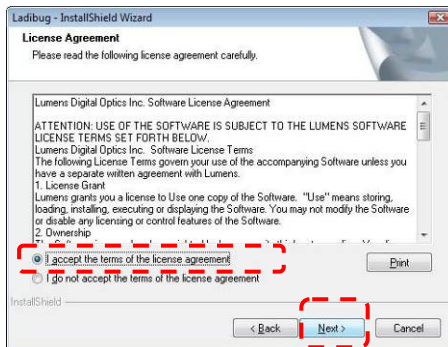 Ladibug - InstallShield Wizard
License Agreement
Please read the following license agreement carefully.
Lumens Digital Optics Inc. Software License Agreement
ATTENTION: USE OF THE SOFTWARE IS SUBJECT TO THE LUMENS SOFTWARE
LICENSE TERMS SET FORTH BELOW.
Digital Optics Inc. Software License Terms
The following License Terms govern your use of the accompanying Software unless you
have a separate written agreement with Lumens.
1. License Grant
Lumens grants you a license to Use one copy of the Software. "Use" means storing,
loading, installing, executing or displaying the Software. You may not modify the Software
or disable any licensing or control features of the Software.
2. Ownership
I accept the terms of the license agreement
Print
I do not accept the terms of the license agreement
InstallShield
< Back
Next >
Cancel